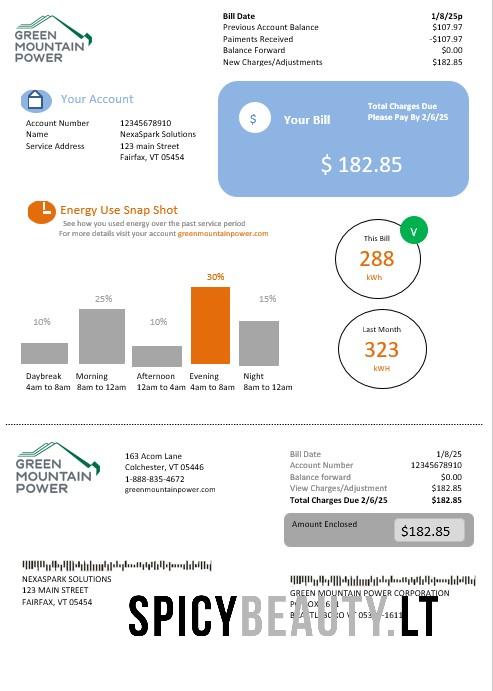 GREEN
MOUNTAIN
POWER
Bill Date 1/8/25p
Previous Account Balance $107.97
Paiments Received -$107.97
Balance Forward $0.00
New Charges/Adjustments $182.85
Your Account
Account Number 12345678910
Name NexaSpark Solutions
Service Address 123 main Street
Fairfax, VT 05454
$ Your Bill
Total Charges Due
Please Pay By 2/6/25
$ 182.85
Energy Use Snap Shot
See how you used energy over the past service period
For more details visit your account greenmountainpower.com
10% 25% 10% 30% 15%
Daybreak Morning Afternoon Evening Night
4am to 8am 8am to 12am 12am to 4am 4am to 8am 8am to 12am
V
This Bill
288
kWh
Last Month
323
kWH
GREEN
MOUNTAIN
POWER
163 Acom Lane
Colchester, VT 05446
1-888-835-4672
greenmountainpower.com
Bill Date 1/8/25
Account Number 12345678910
Balance forward $0.00
View Charges/Adjustment $182.85
Total Charges Due 2/6/25 $182.85
Amount Enclosed $182.85
NEXASPARK SOLUTIONS
123 MAIN STREET
FAIRFAX, VT 05454
GREEN MOUNTAIN POWER CORPORATION
SPICYBEAUTY.LT